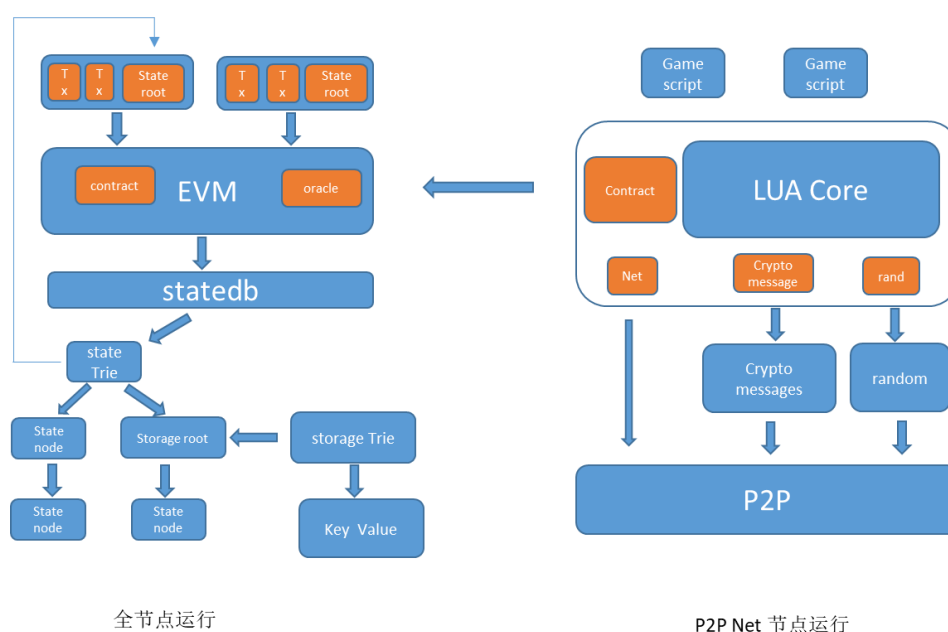 T
x
T
x
State
root
T
x
T
x
State
root
contract
EVM
oracle
statedb
state
Trie
State
node
Storage root
storage Trie
State
node
State
node
Key Value
全节点运行
Game
script
Game
script
Contract
LUA Core
Net
Crypto
message
rand
Crypto
messages
random
P2P
P2P Net 节点运行